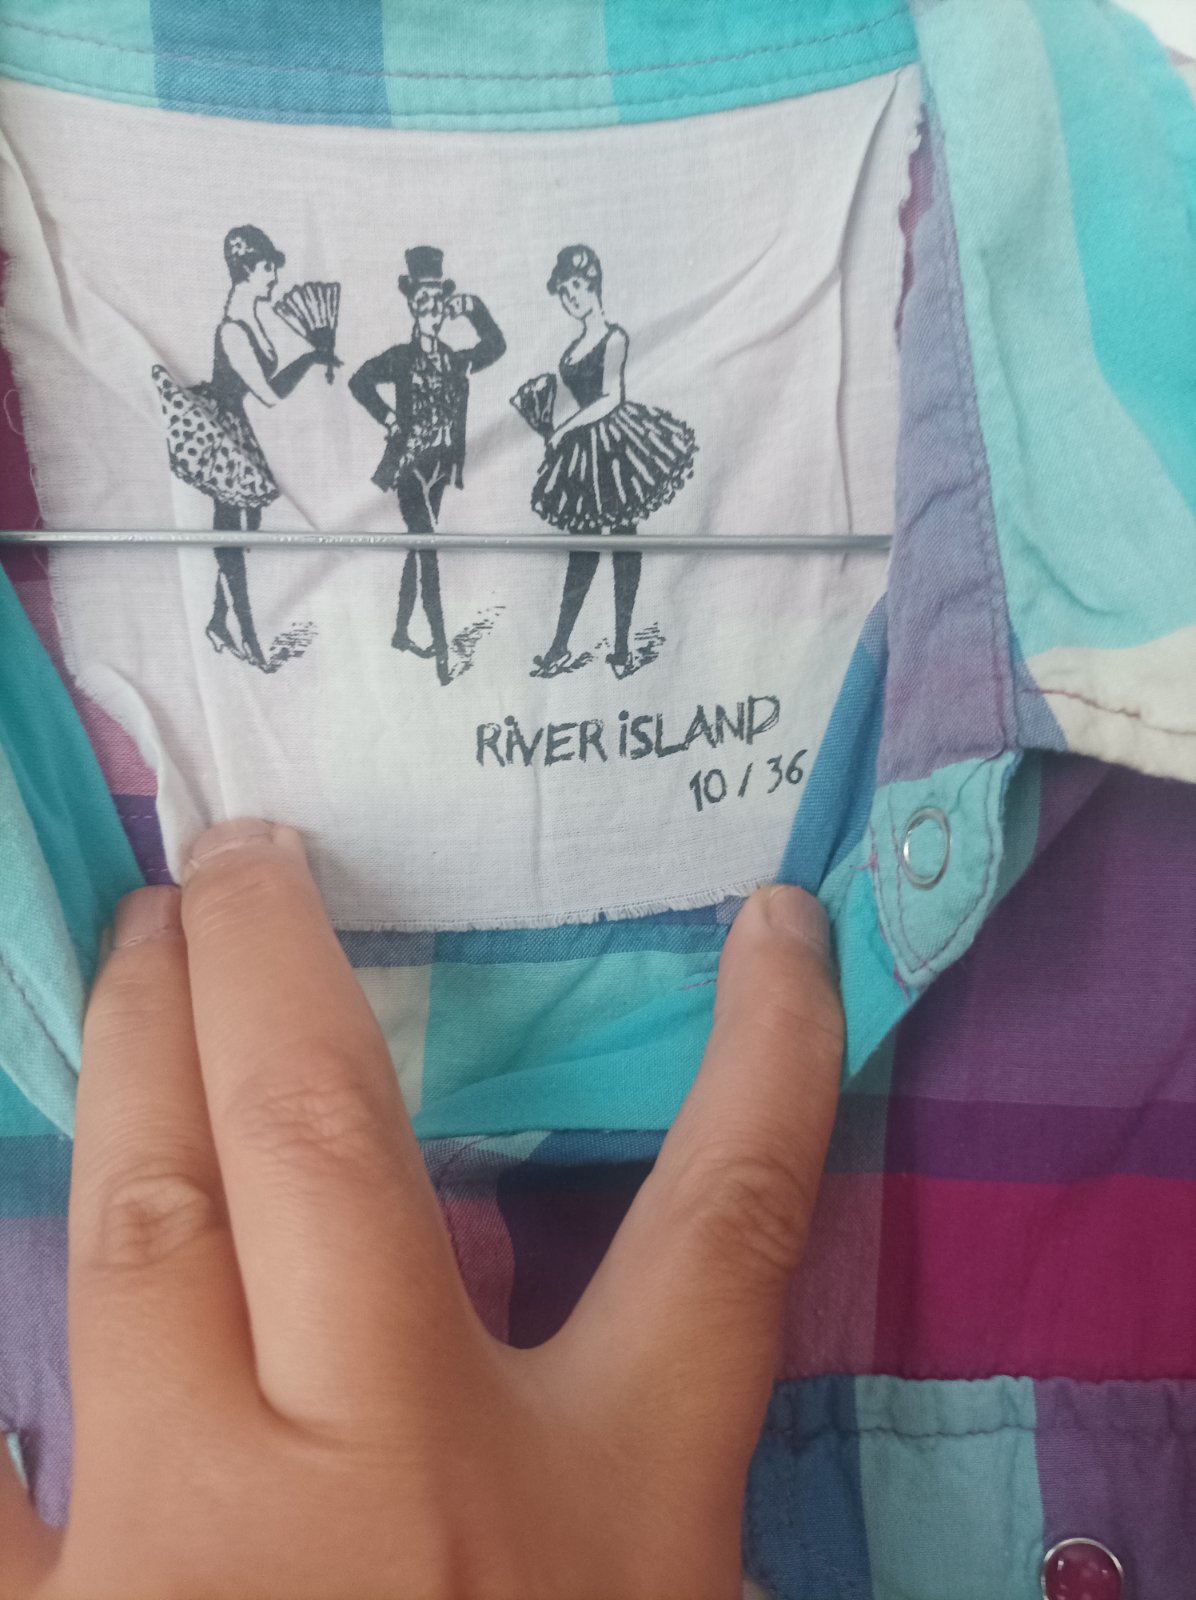 RiVER iSLAND
10 / 36